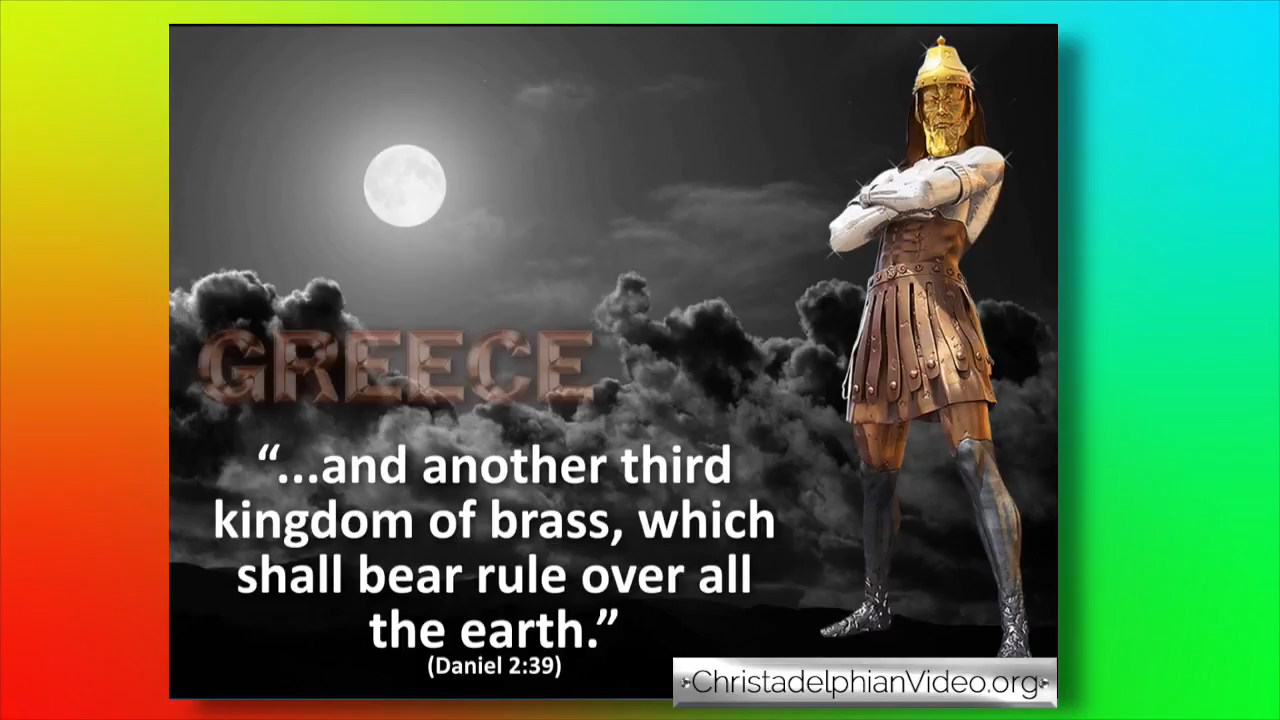 GREECE
“...and another third
kingdom of brass, which
shall bear rule over all
the earth.”
(Daniel 2:39)
ChristadelphianVideo.org